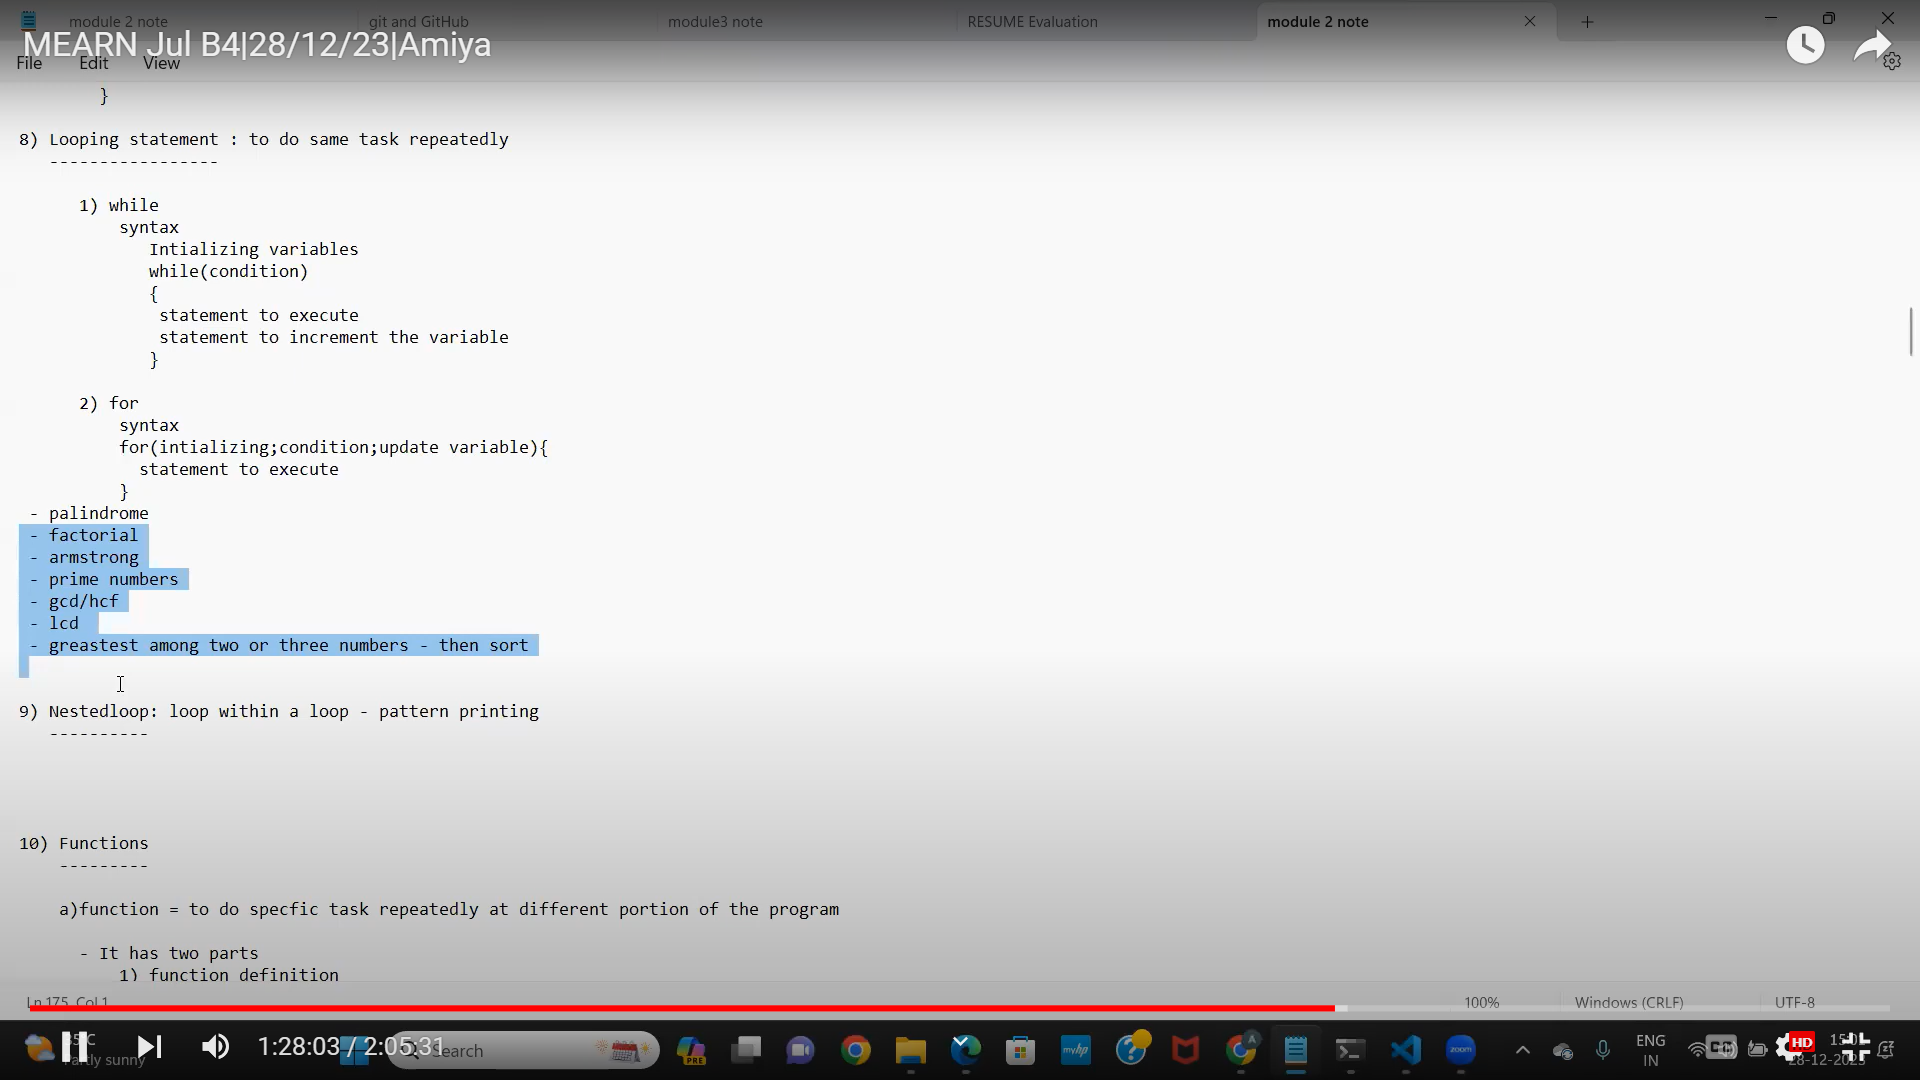 module 2 note
git and GitHub
module3 note
RESUME Evaluation
module 2 note
MEARN Jul B4|28/12/23|Amiya
File
Edit
View
}
8) Looping statement : to do same task repeatedly
-----------------
1) while
syntax
Intializing variables
while(condition)
{
statement to execute
statement to increment the variable
}
2) for
syntax
for(intializing;condition;update variable){
statement to execute
}
- palindrome
- factorial
- armstrong
- prime numbers
- gcd/hcf
- lcd
- greastest among two or three numbers - then sort
9) Nestedloop: loop within a loop - pattern printing
----------
10) Functions
---------
a)function = to do specfic task repeatedly at different portion of the program
- It has two parts
1) function definition
Ln 175, Col 1
100%
Windows (CRLF)
UTF-8
partly sunny
1:28:03 / 2:05:31
Search
PRE
myhp
A
zoom
ENG
IN
CC
HD